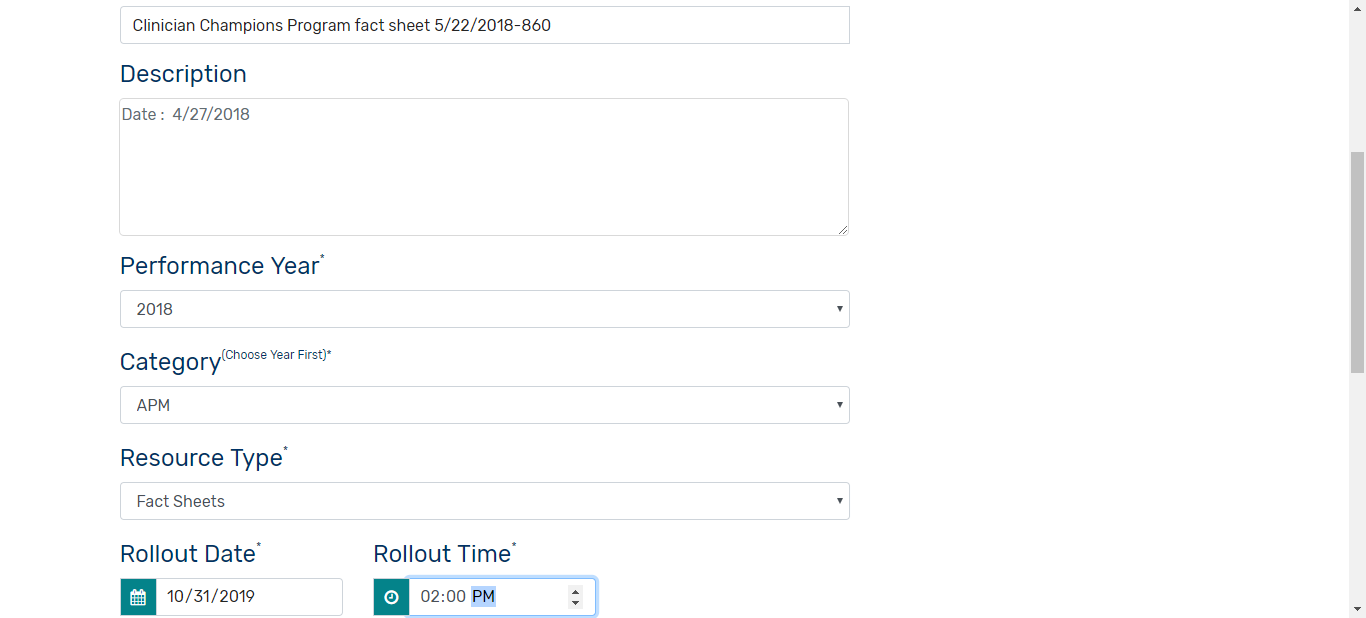 Clinician Champions Program fact sheet 5/22/2018-860
Description
Date : 4/27/2018
Performance Year*
2018
Category(Choose Year First)*
APM
Resource Type*
Fact Sheets
Rollout Date* Rollout Time*
10/31/2019 02:00 PM